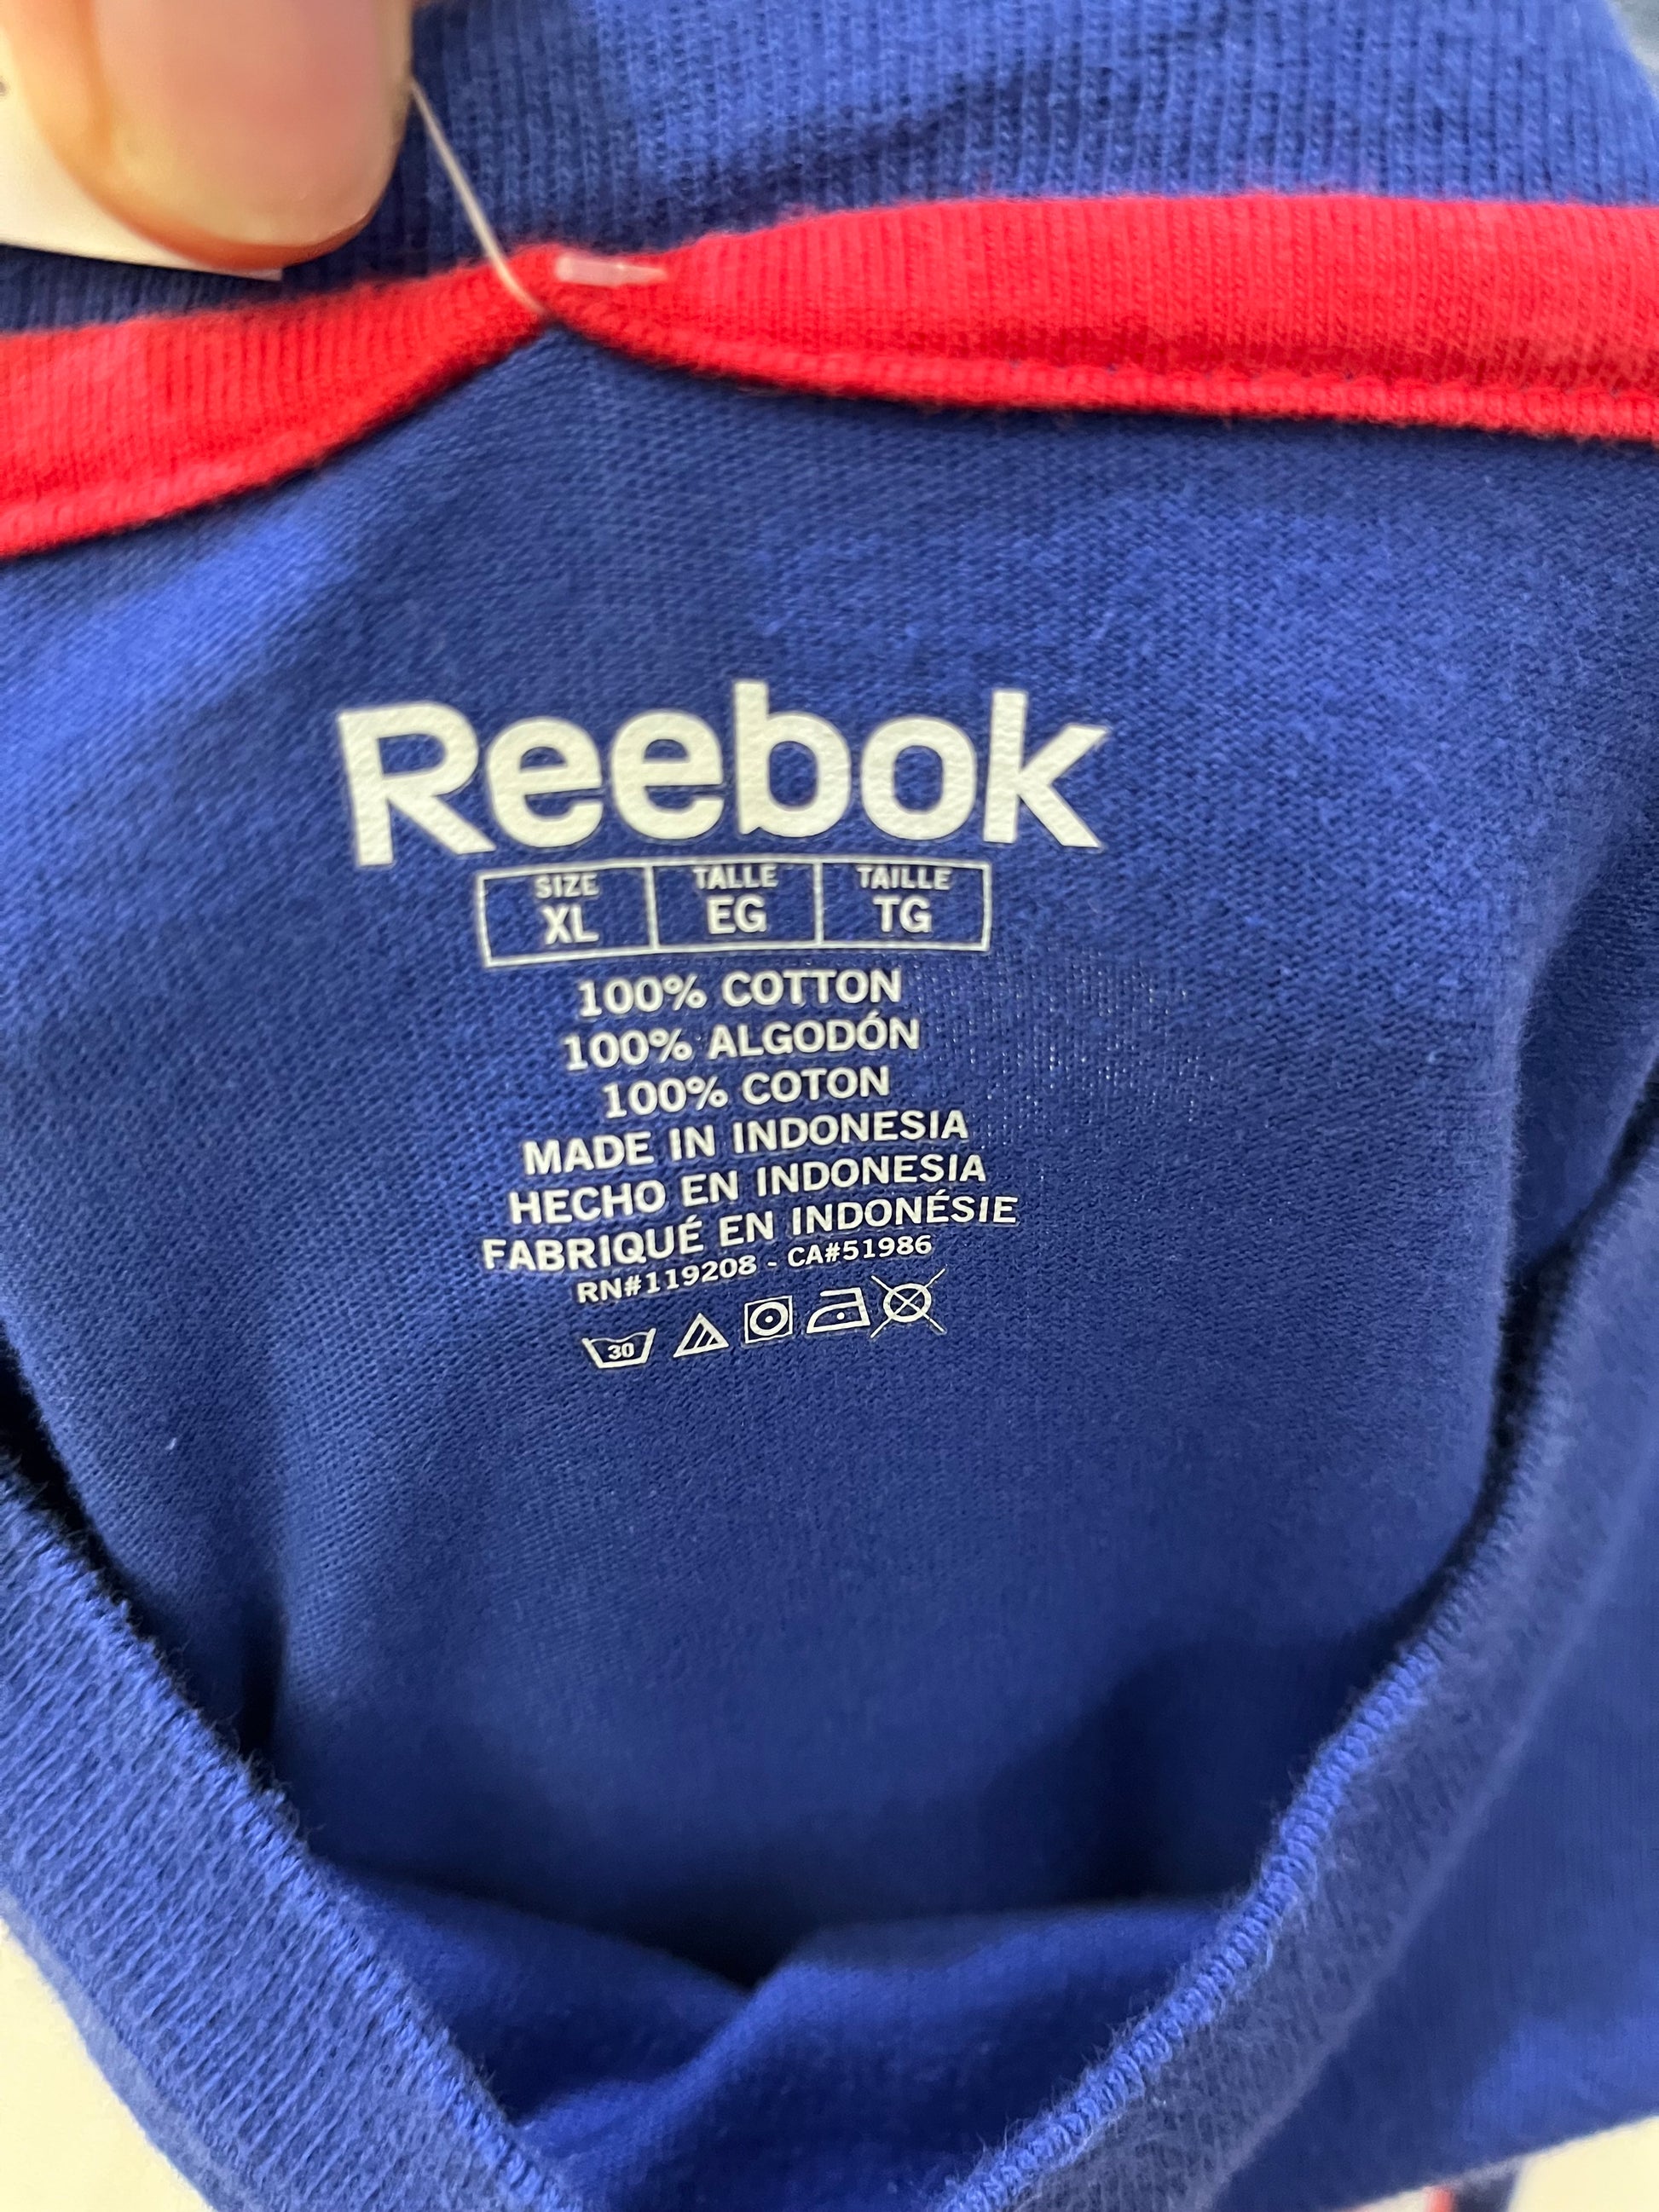 Reebok
SIZE TALLE TAILLE
XL EG TG
100% COTTON
100% ALGODÓN
100% COTON
MADE IN INDONESIA
HECHO EN INDONESIA
FABRIQUÉ EN INDONÉSIE
RN#119208 - CA#51986
30